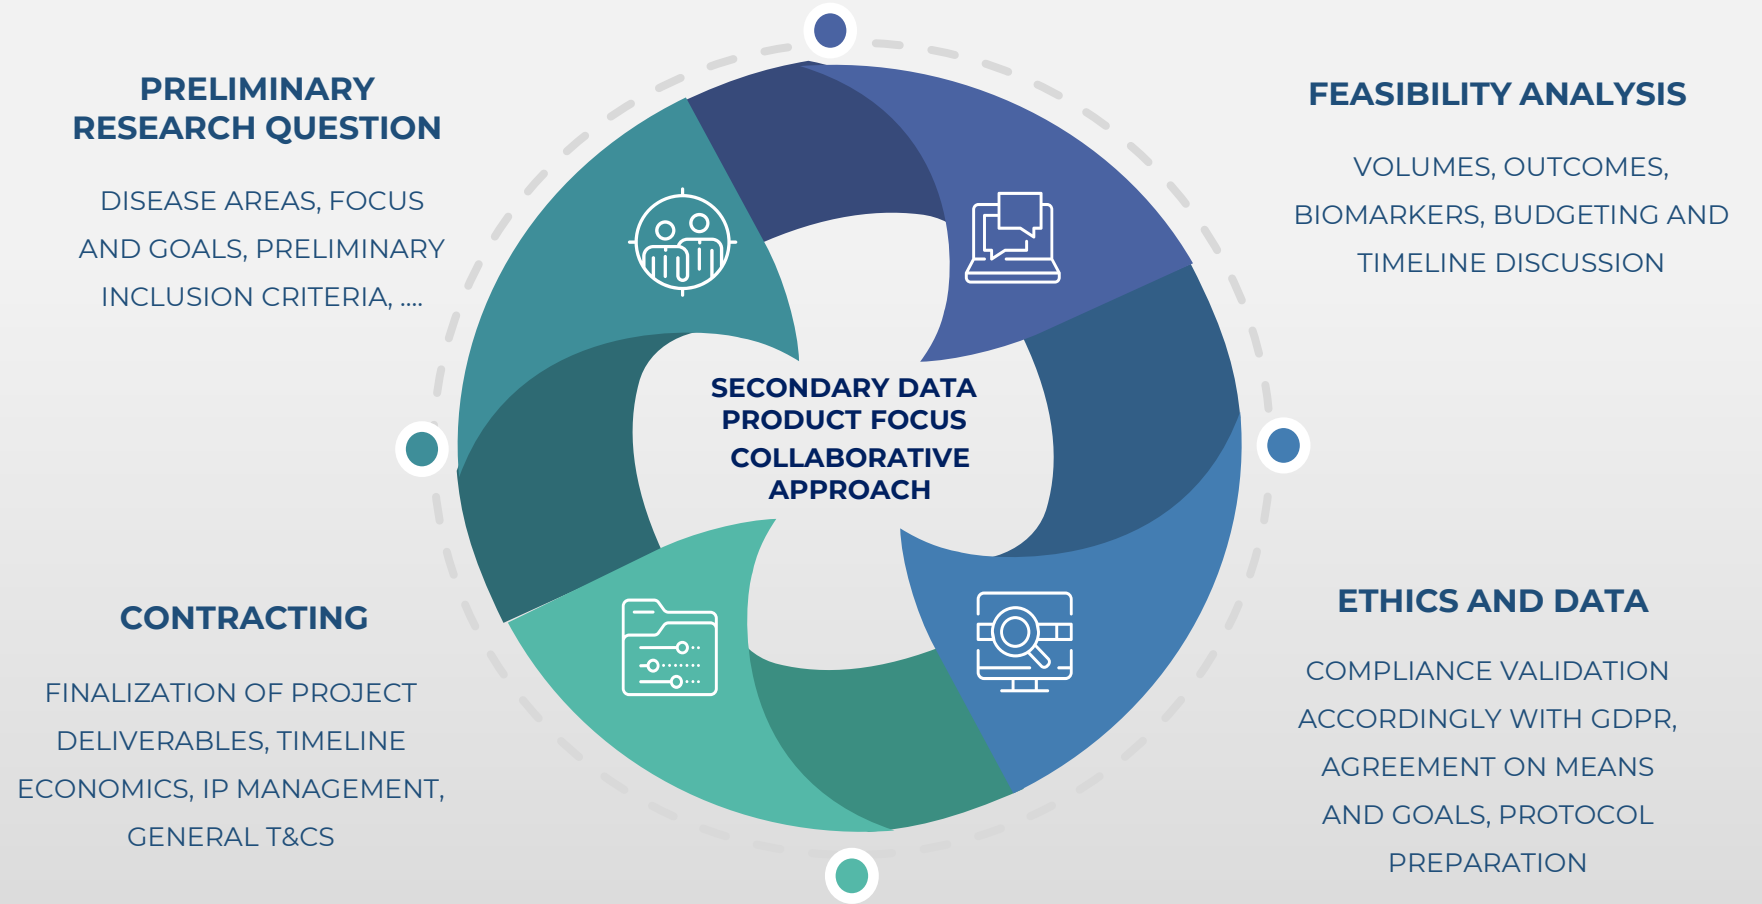 PRELIMINARY
RESEARCH QUESTION
DISEASE AREAS, FOCUS
AND GOALS, PRELIMINARY
INCLUSION CRITERIA, ....
FEASIBILITY ANALYSIS
VOLUMES, OUTCOMES,
BIOMARKERS, BUDGETING AND
TIMELINE DISCUSSION
SECONDARY DATA
PRODUCT FOCUS
COLLABORATIVE
APPROACH
CONTRACTING
FINALIZATION OF PROJECT
DELIVERABLES, TIMELINE
ECONOMICS, IP MANAGEMENT,
GENERAL T&CS
ETHICS AND DATA
COMPLIANCE VALIDATION
ACCORDINGLY WITH GDPR,
AGREEMENT ON MEANS
AND GOALS, PROTOCOL
PREPARATION